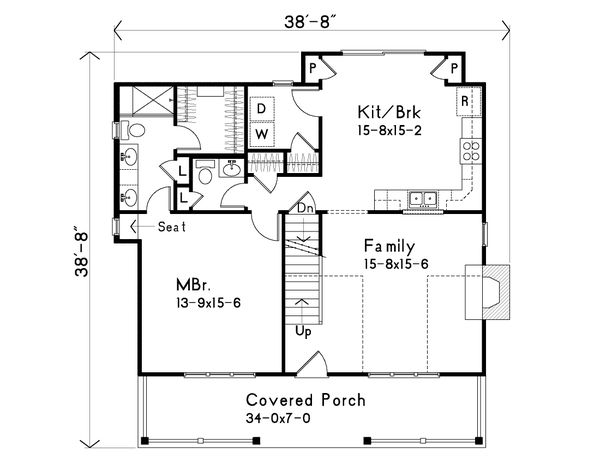 38'-8"
P
P
D
W
Kit/Brk
15-8x15-2
R
L
L
Dn
Seat
38'-8"
Family
15-8x15-6
MBr.
13-9x15-6
Up
Covered Porch
34-0x7-0